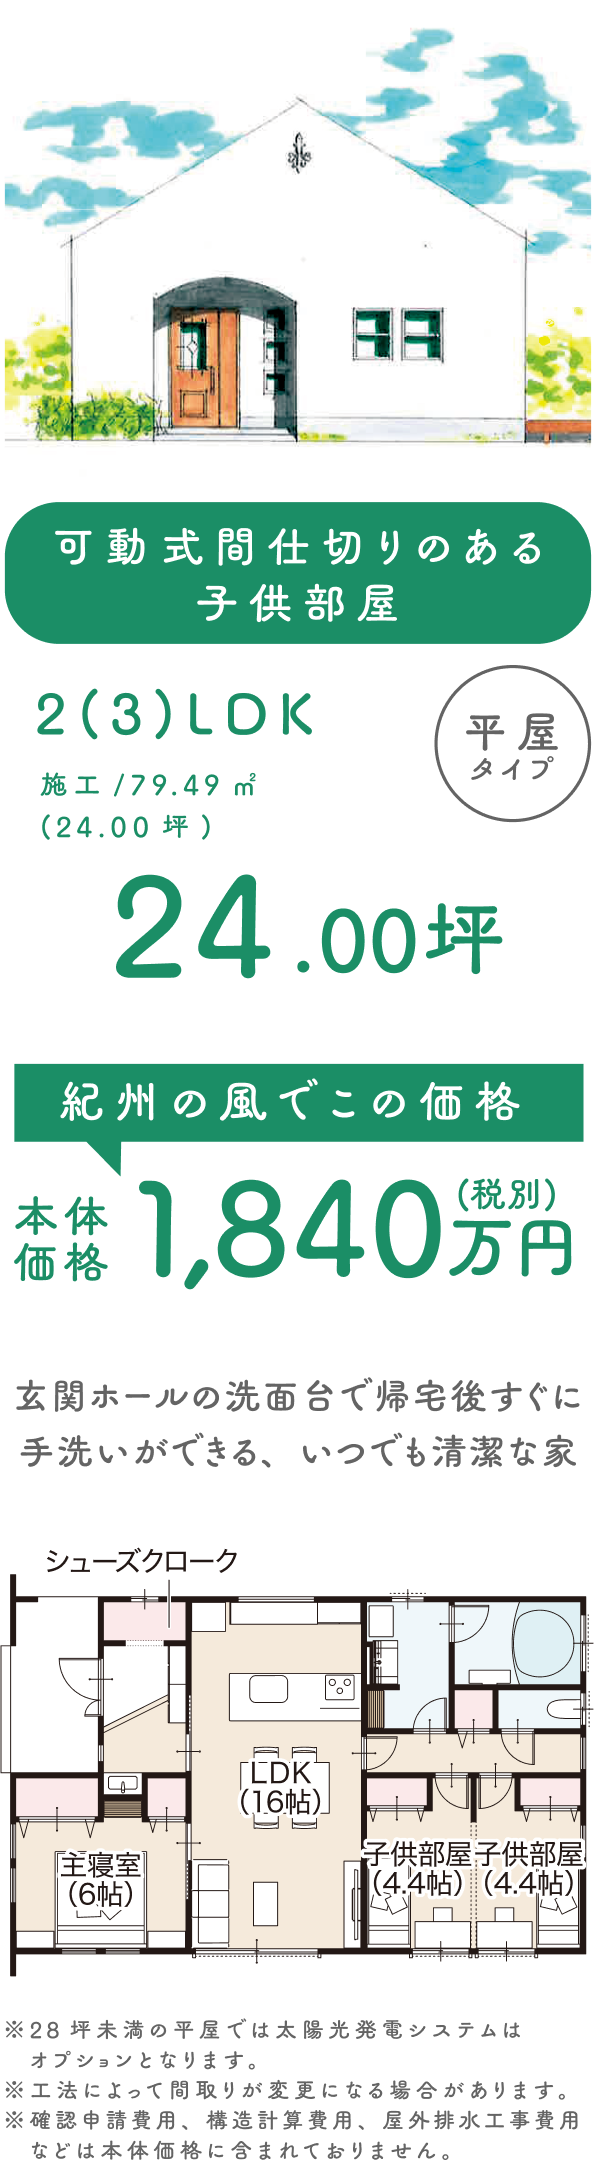 可動式間仕切りのある
子供部屋
2(3)LDK
平屋
タイプ
施工/79.49㎡
(24.00坪)
24.00坪
紀州の風でこの価格
本体
価格
1,840万円
(税別)
玄関ホールの洗面台で帰宅後すぐに
手洗いができる、いつでも清潔な家
シューズクローク
LDK
(16帖)
主寝室
(6帖)
子供部屋
(4.4帖)
子供部屋
(4.4帖)
※28坪未満の平屋では太陽光発電システムは
オプションとなります。
※工法によって間取りが変更になる場合があります。
※確認申請費用、構造計算費用、屋外排水工事費用
などは本体価格に含まれておりません。